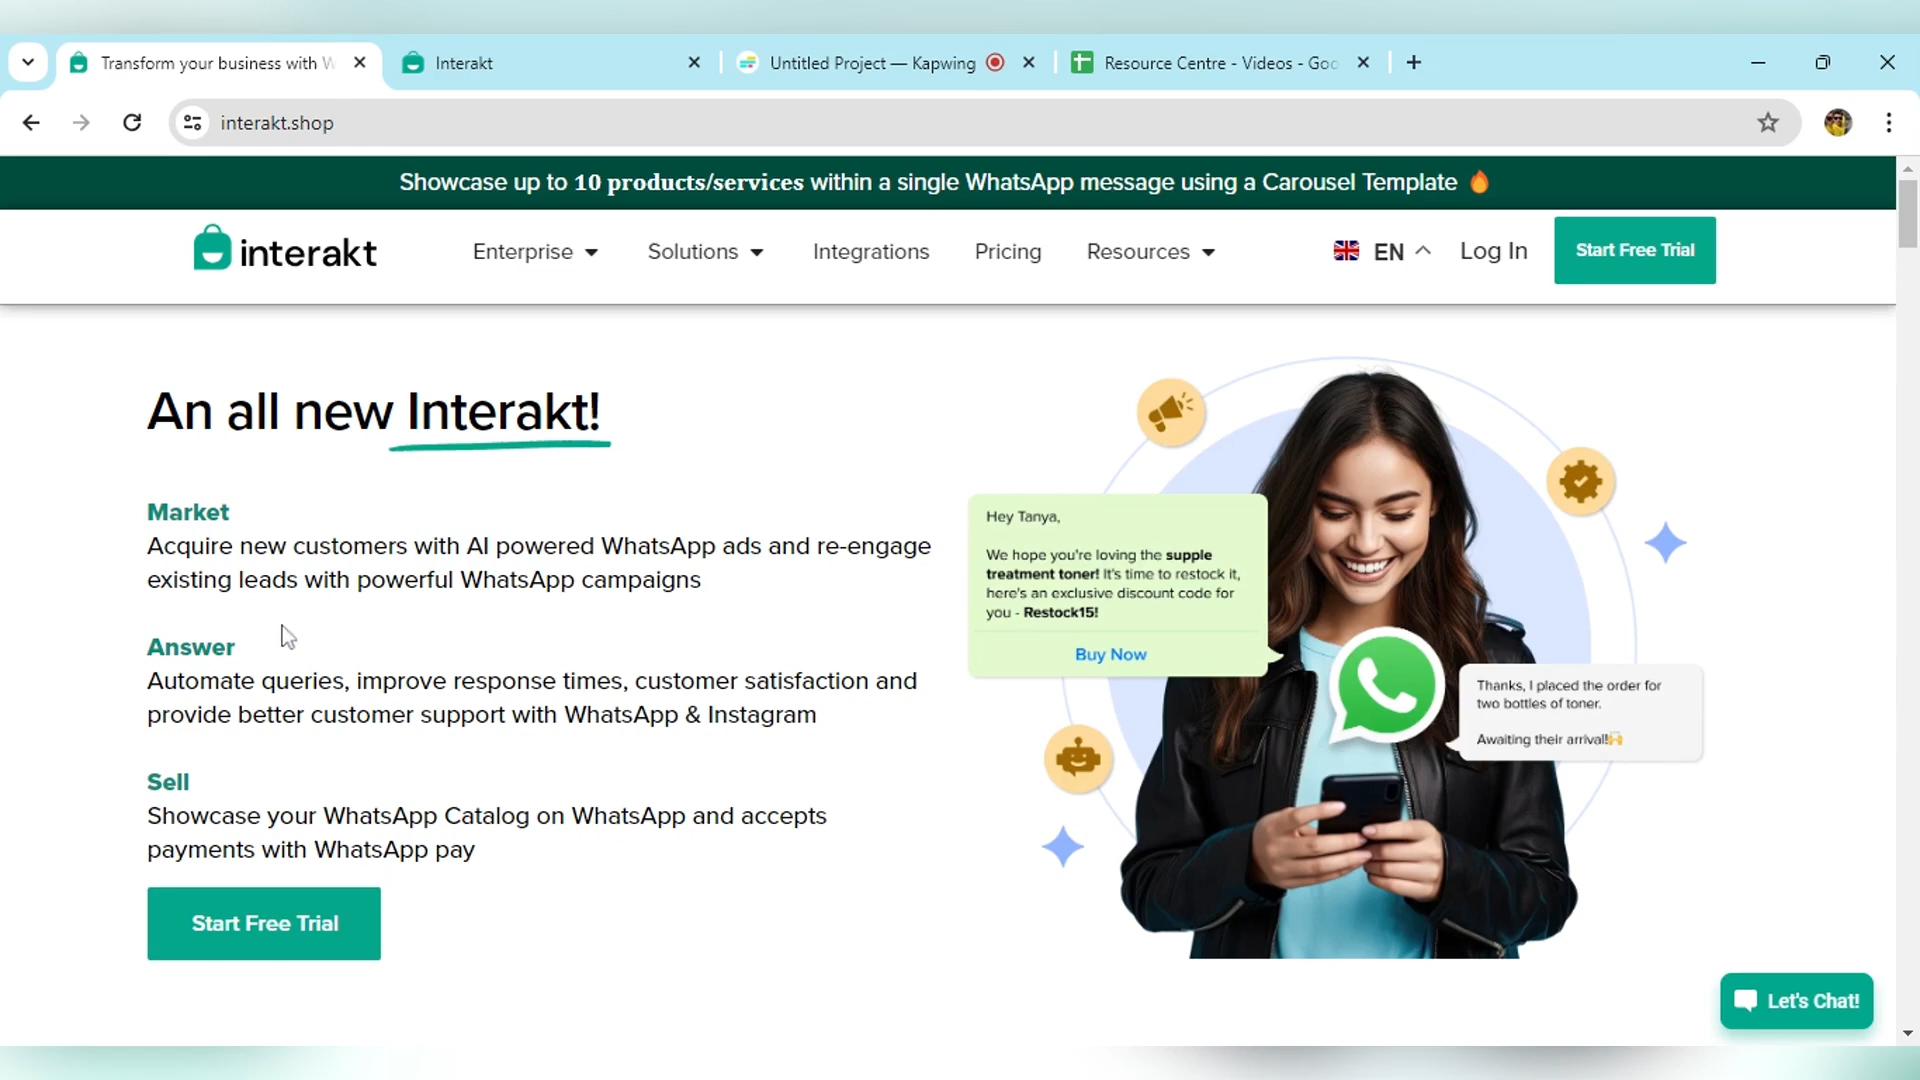 Transform your business with W
Interakt
Untitled Project — Kapwing
Resource Centre - Videos - Goo
interakt.shop
Showcase up to 10 products/services within a single WhatsApp message using a Carousel Template 🔥
interakt
Enterprise
Solutions
Integrations
Pricing
Resources
EN
Log In
Start Free Trial
An all new Interakt!
Market
Acquire new customers with AI powered WhatsApp ads and re-engage
existing leads with powerful WhatsApp campaigns
Answer
Automate queries, improve response times, customer satisfaction and
provide better customer support with WhatsApp & Instagram
Sell
Showcase your WhatsApp Catalog on WhatsApp and accepts
payments with WhatsApp pay
Start Free Trial
Hey Tanya,
We hope you're loving the supple
treatment toner! It's time to restock it,
here's an exclusive discount code for
you - Restock15!
Buy Now
Thanks, I placed the order for
two bottles of toner.
Awaiting their arrival!🙌
Let's Chat!